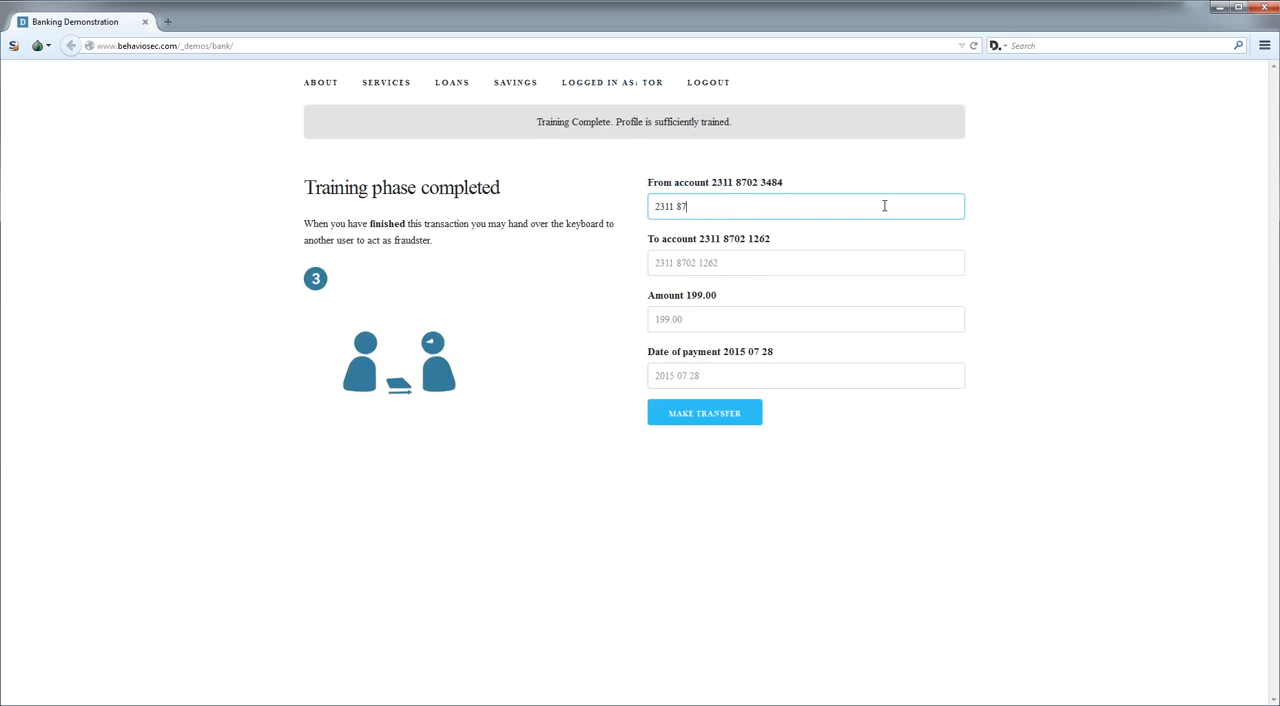 Banking Demonstration
www.behaviosec.com/_demos/bank/
Search
ABOUT SERVICES LOANS SAVINGS LOGGED IN AS: TOR LOGOUT
Training Complete. Profile is sufficiently trained.
Training phase completed
When you have finished this transaction you may hand over the keyboard to
another user to act as fraudster.
3
From account 2311 8702 3484
2311 87
To account 2311 8702 1262
2311 8702 1262
Amount 199.00
199.00
Date of payment 2015 07 28
2015 07 28
MAKE TRANSFER